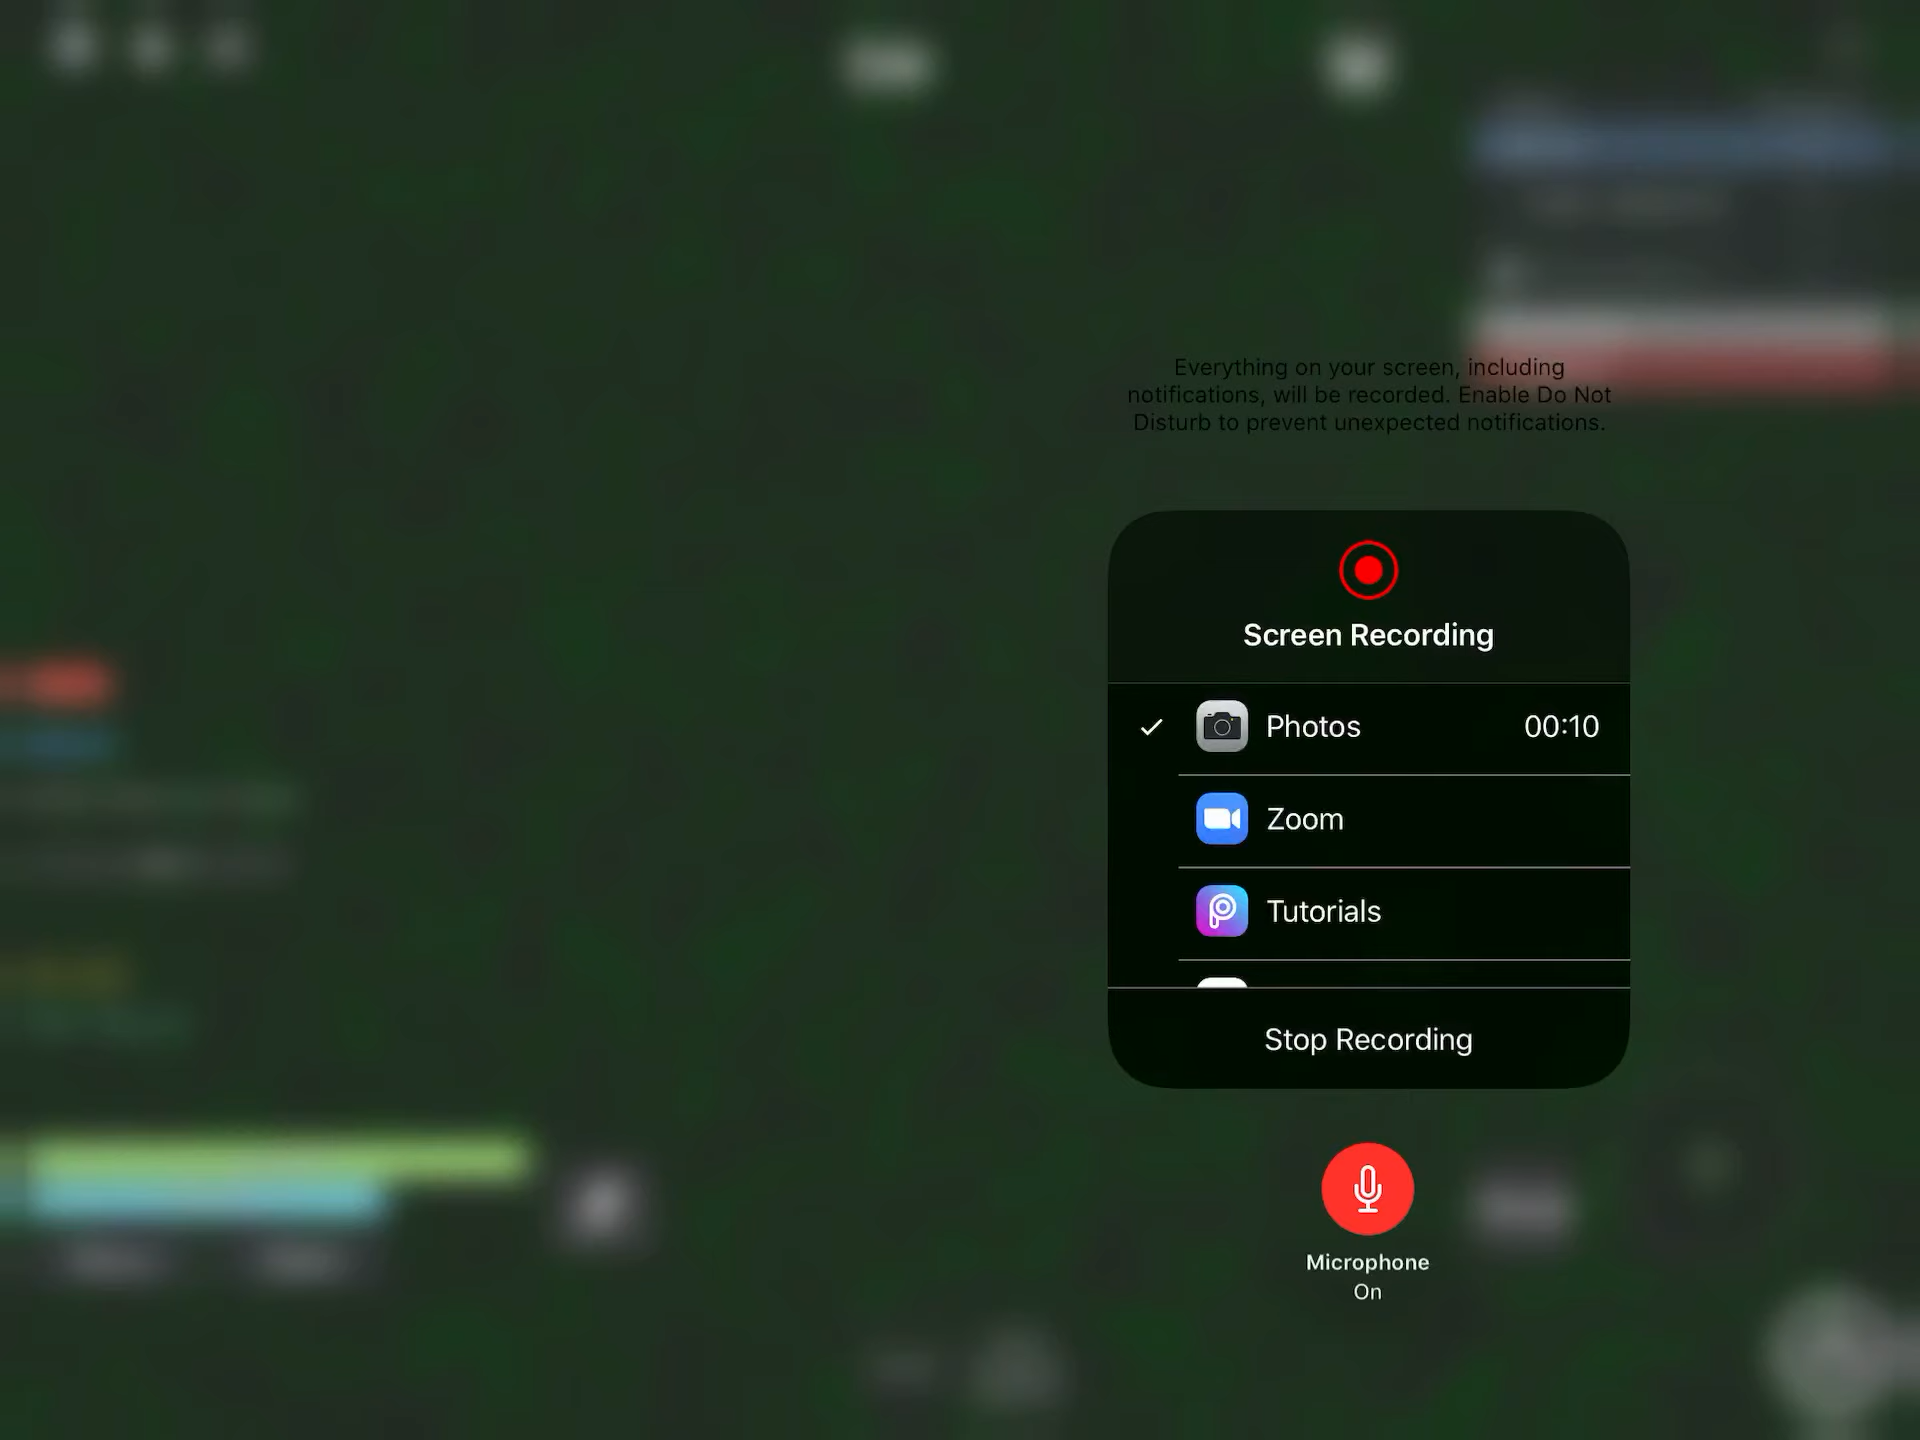 Everything on your screen, including
notifications, will be recorded. Enable Do Not
Disturb to prevent unexpected notifications.
Screen Recording
Photos 00:10
Zoom
Tutorials
Stop Recording
Microphone
On